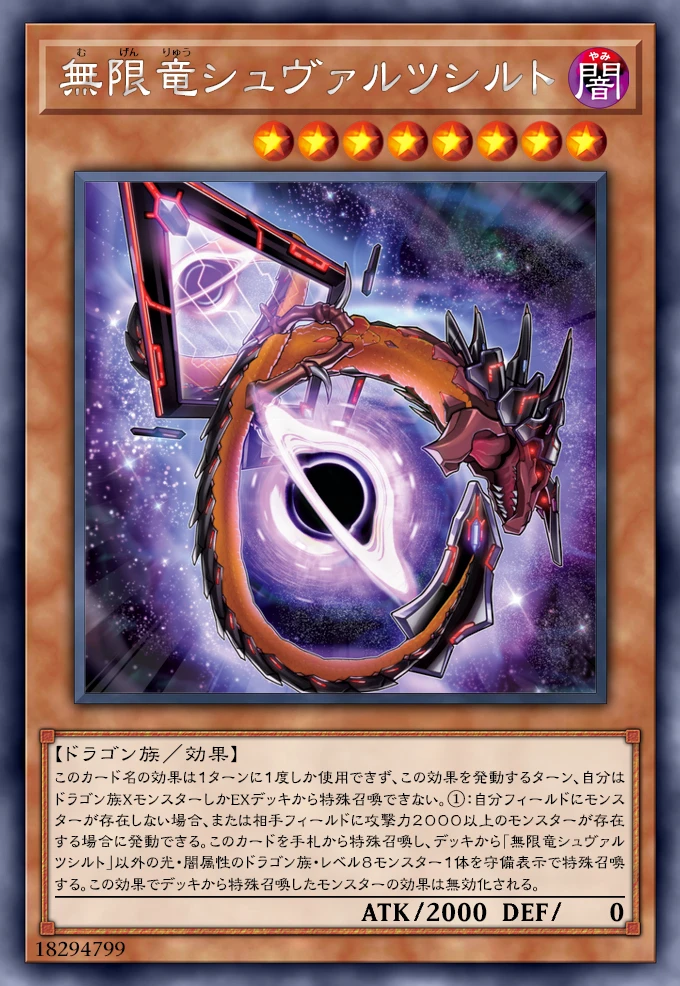 む げん りゅう
無限竜シュヴァルツシルト
やみ
闇
【ドラゴン族/効果】
このカード名の効果は1ターンに1度しか使用できず、この効果を発動するターン、自分は
ドラゴン族XモンスターしかEXデッキから特殊召喚できない。①:自分フィールドにモンス
ターが存在しない場合、または相手フィールドに攻撃力2000以上のモンスターが存在
する場合に発動できる。このカードを手札から特殊召喚し、デッキから「無限竜シュヴァル
ツシルト」以外の光・闇属性のドラゴン族・レベル8モンスター1体を守備表示で特殊召喚
する。この効果でデッキから特殊召喚したモンスターの効果は無効化される。
ATK/2000 DEF/ 0
18294799